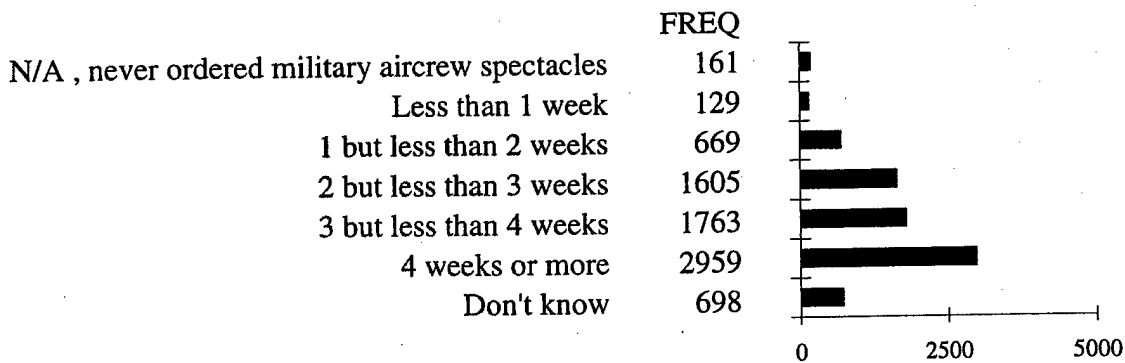 FREQ
N/A , never ordered military aircrew spectacles 161
Less than 1 week 129
1 but less than 2 weeks 669
2 but less than 3 weeks 1605
3 but less than 4 weeks 1763
4 weeks or more 2959
Don't know 698
0 2500 5000